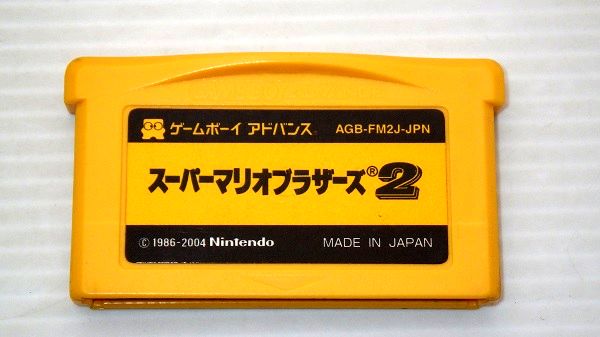 ゲームボーイ アドバンス AGB-FM2J-JPN
スーパーマリオブラザーズ® 2
© 1986-2004 Nintendo MADE IN JAPAN